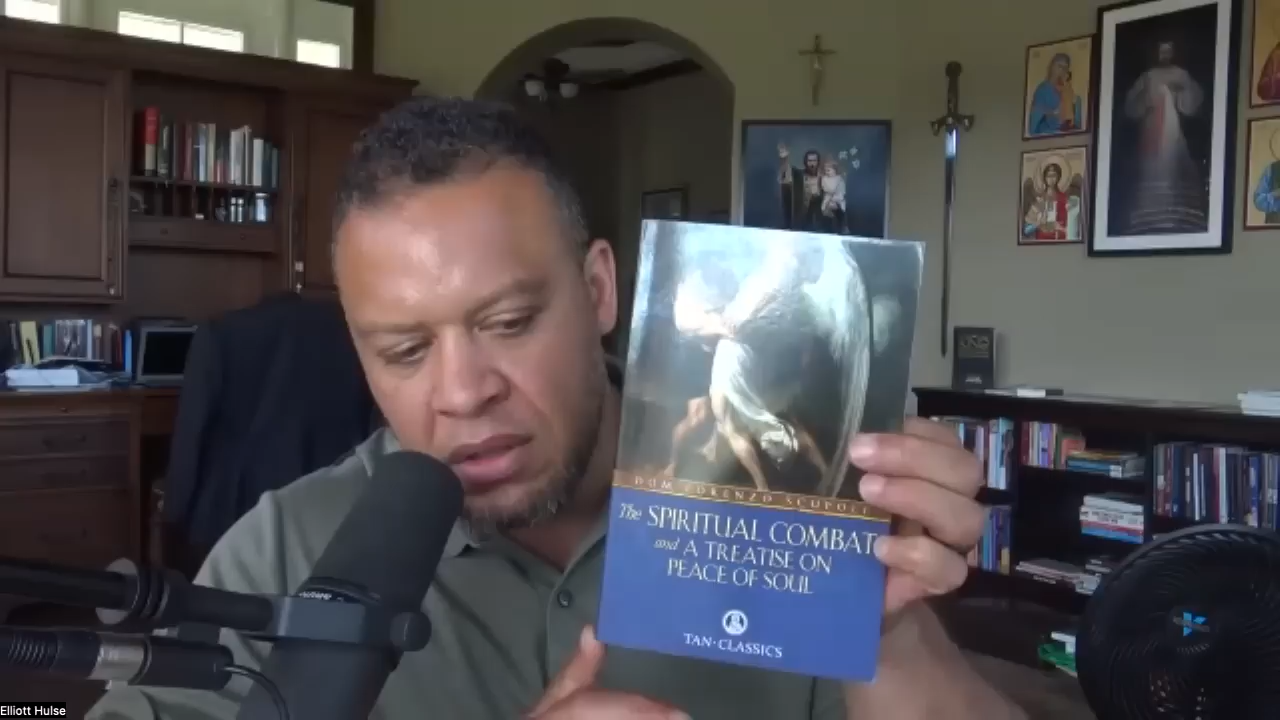 DOM LORENZO SCUPOLI
The SPIRITUAL COMBAT
and A TREATISE ON
PEACE OF SOUL
TAN·CLASSICS
Elliott Hulse